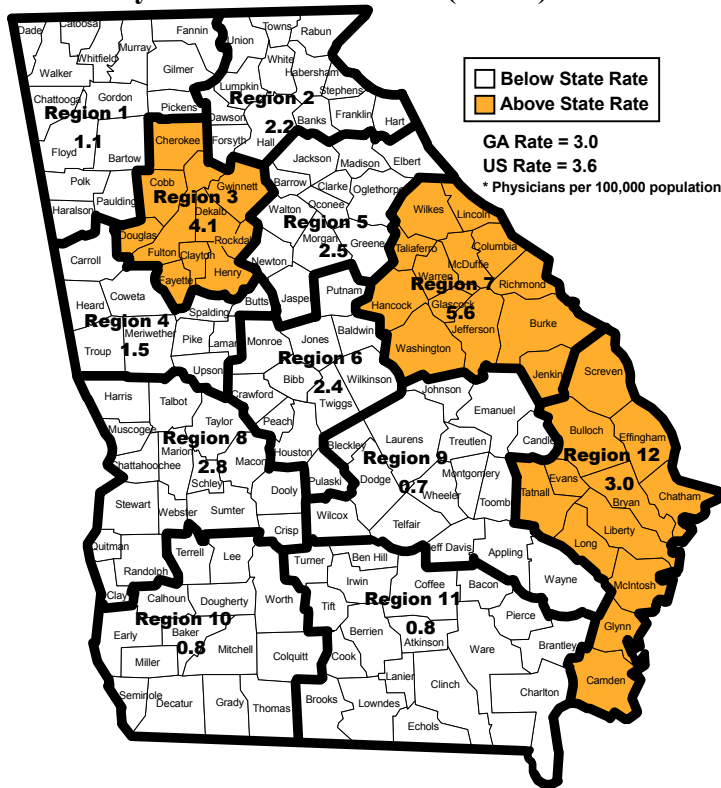 Below State Rate
Above State Rate
GA Rate = 3.0
US Rate = 3.6
* Physicians per 100,000 population
Dade
Catoosa
Whitfield
Murray
Fannin
Walker
Gilmer
Chattooga
Gordon
Pickens
Region 1
1.1
Floyd
Bartow
Polk
Paulding
Haralson
Union
Towns
Rabun
White
Lumpkin
Habersham
Stephens
Region 2
2.2
Dawson
Forsyth
Hall
Banks
Franklin
Hart
Cherokee
Cobb
Gwinnett
Region 3
Dekalb
4.1
Douglas
Fulton
Clayton
Rockdal
Fayette
Henry
Carroll
Coweta
Heard
Spalding
Butts
Region 4
Meriwether
1.5
Troup
Pike
Lamar
Upson
Jackson
Madison
Elbert
Barrow
Clarke
Oglethorpe
Oconee
Walton
Region 5
Morgan
2.5
Greene
Newton
Jasper
Putnam
Baldwin
Monroe
Jones
Region 6
Bibb
2.4
Wilkinson
Crawford
Twiggs
Peach
Houston
Pulaski
Wilkes
Lincoln
Taliaferro
Columbia
McDuffie
Warren
Region 7
Richmond
Hancock
Glascock
5.6
Jefferson
Burke
Washington
Jenkin
Harris
Talbot
Taylor
Muscogee
Region 8
Marion
Chattahoochee
2.8
Macon
Schley
Dooly
Stewart
Webster
Sumter
Crisp
Quitman
Randolph
Clay
Johnson
Emanuel
Laurens
Treutlen
Candle
Bleckley
Region 9
Dodge
0.7
Montgomery
Wheeler
Toomb
Wilcox
Telfair
Jeff Davis
Appling
Wayne
Terrell
Lee
Calhoun
Dougherty
Worth
Region 10
Early
Baker
0.8
Mitchell
Miller
Colquitt
Seminole
Decatur
Grady
Thomas
Turner
Ben Hill
Irwin
Coffee
Bacon
Tift
Region 11
Pierce
0.8
Berrien
Atkinson
Ware
Brantley
Cook
Lanier
Clinch
Charlton
Brooks
Lowndes
Echols
Screven
Bulloch
Effingham
Region 12
Evans
3.0
Tatnall
Bryan
Chatham
Liberty
Long
McIntosh
Glynn
Camden